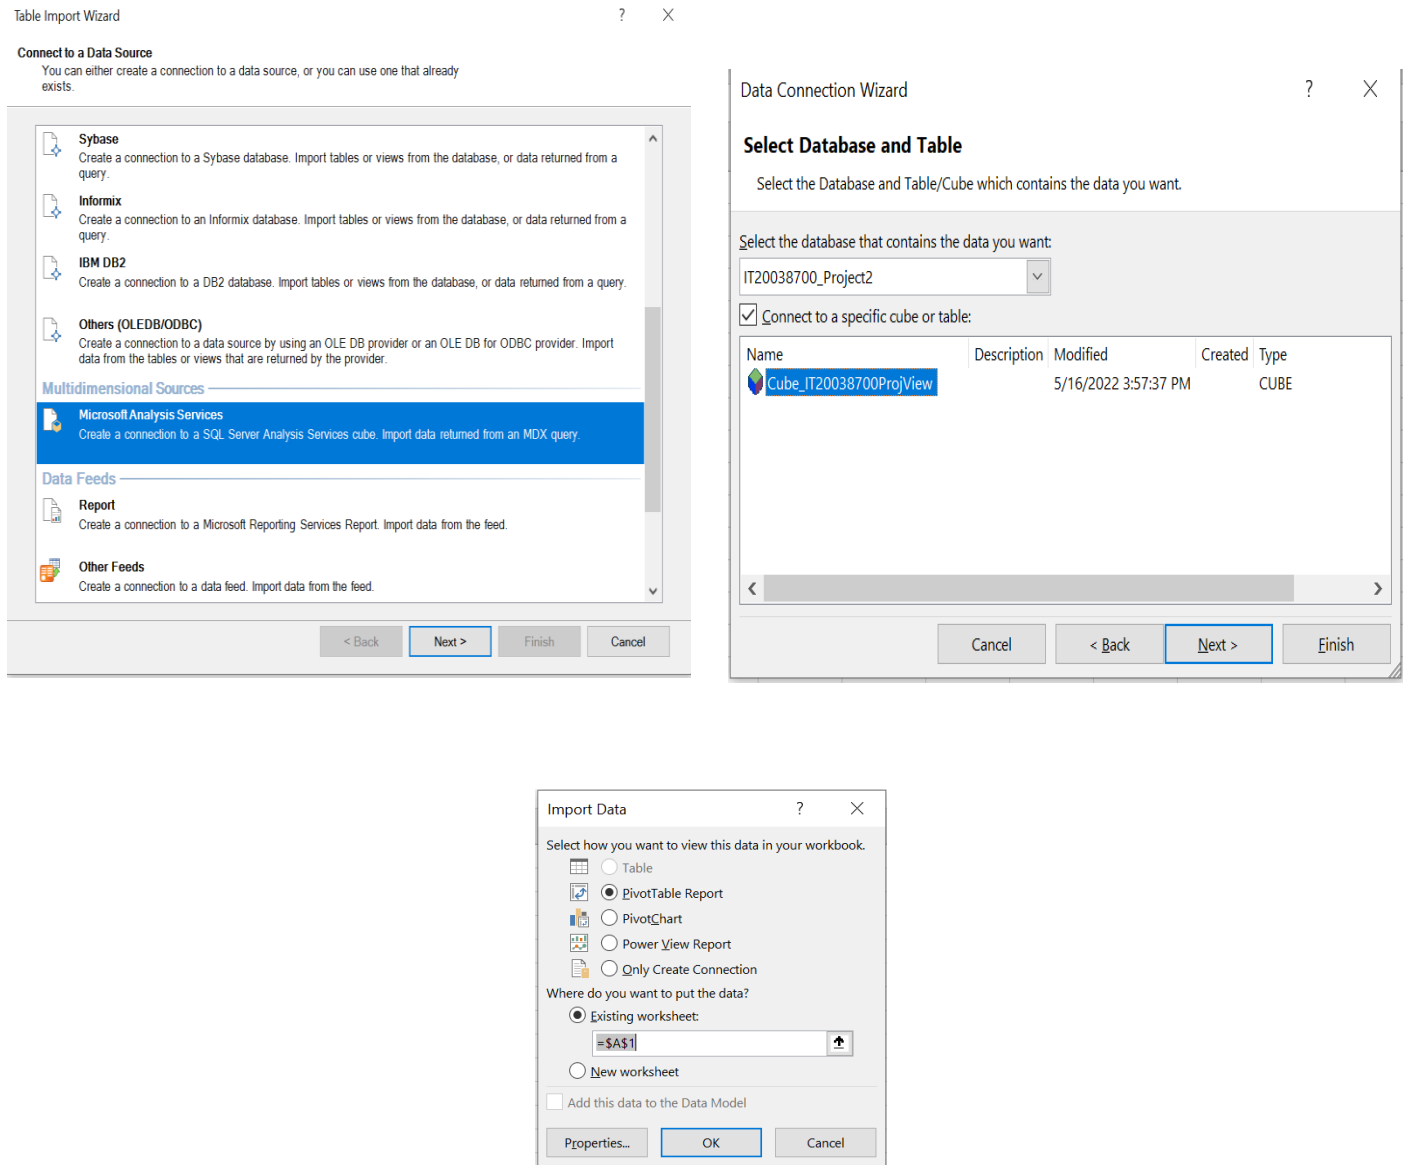 Table Import Wizard
?
Connect to a Data Source
You can either create a connection to a data source, or you can use one that already
exists.
Sybase
Create a connection to a Sybase database. Import tables or views from the database, or data returned from a
query.
Informix
Create a connection to an Informix database. Import tables or views from the database, or data returned from a
query.
IBM DB2
Create a connection to a DB2 database. Import tables or views from the database, or data returned from a query.
Others (OLEDB/ODBC)
Create a connection to a data source by using an OLE DB provider or an OLE DB for ODBC provider. Import
data from the tables or views that are returned by the provider.
Multidimensional Sources
Microsoft Analysis Services
Create a connection to a SQL Server Analysis Services cube. Import data returned from an MDX query.
Data Feeds
Report
Create a connection to a Microsoft Reporting Services Report. Import data from the feed.
Other Feeds
Create a connection to a data feed. Import data from the feed.
< Back Next > Finish Cancel
Data Connection Wizard
?
Select Database and Table
Select the Database and Table/Cube which contains the data you want.
Select the database that contains the data you want:
IT20038700_Project2
Connect to a specific cube or table:
Name Description Modified Created Type
Cube_IT20038700ProjView 5/16/2022 3:57:37 PM CUBE
Cancel < Back Next > Finish
Import Data
?
Select how you want to view this data in your workbook.
Table
PivotTable Report
PivotChart
Power View Report
Only Create Connection
Where do you want to put the data?
Existing worksheet:
=$A$1
New worksheet
Add this data to the Data Model
Properties... OK Cancel